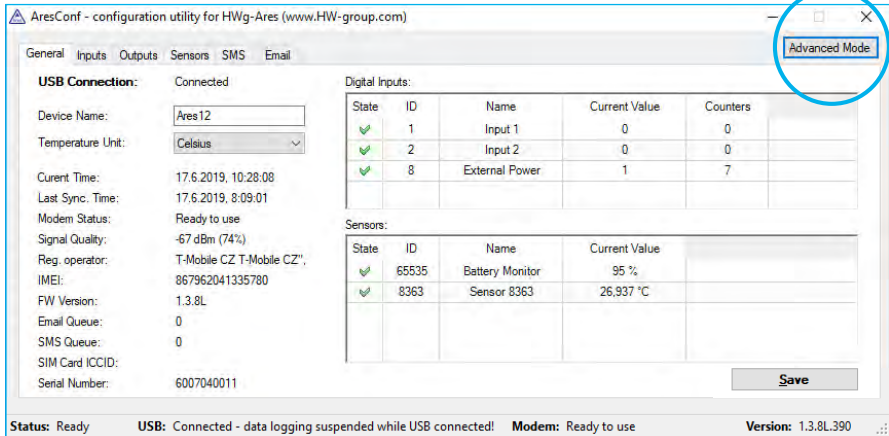 AresConf - configuration utility for HWg-Ares (www.HW-group.com)
General Inputs Outputs Sensors SMS Email
Advanced Mode
USB Connection: Connected
Device Name: Ares12
Temperature Unit: Celsius
Curent Time: 17.6.2019, 10:28:08
Last Sync. Time: 17.6.2019, 8:09:01
Modem Status: Ready to use
Signal Quality: -67 dBm (74%)
Reg. operator: T-Mobile CZ T-Mobile CZ",
IMEI: 867962041335780
FW Version: 1.3.8L
Email Queue: 0
SMS Queue: 0
SIM Card ICCID:
Serial Number: 6007040011
Digital Inputs:
State ID Name Current Value Counters
1 Input 1 0 0
2 Input 2 0 0
8 External Power 1 7
Sensors:
State ID Name Current Value
65535 Battery Monitor 95 %
8363 Sensor 8363 26,937 °C
Save
Status: Ready USB: Connected - data logging suspended while USB connected! Modem: Ready to use Version: 1.3.8L.390